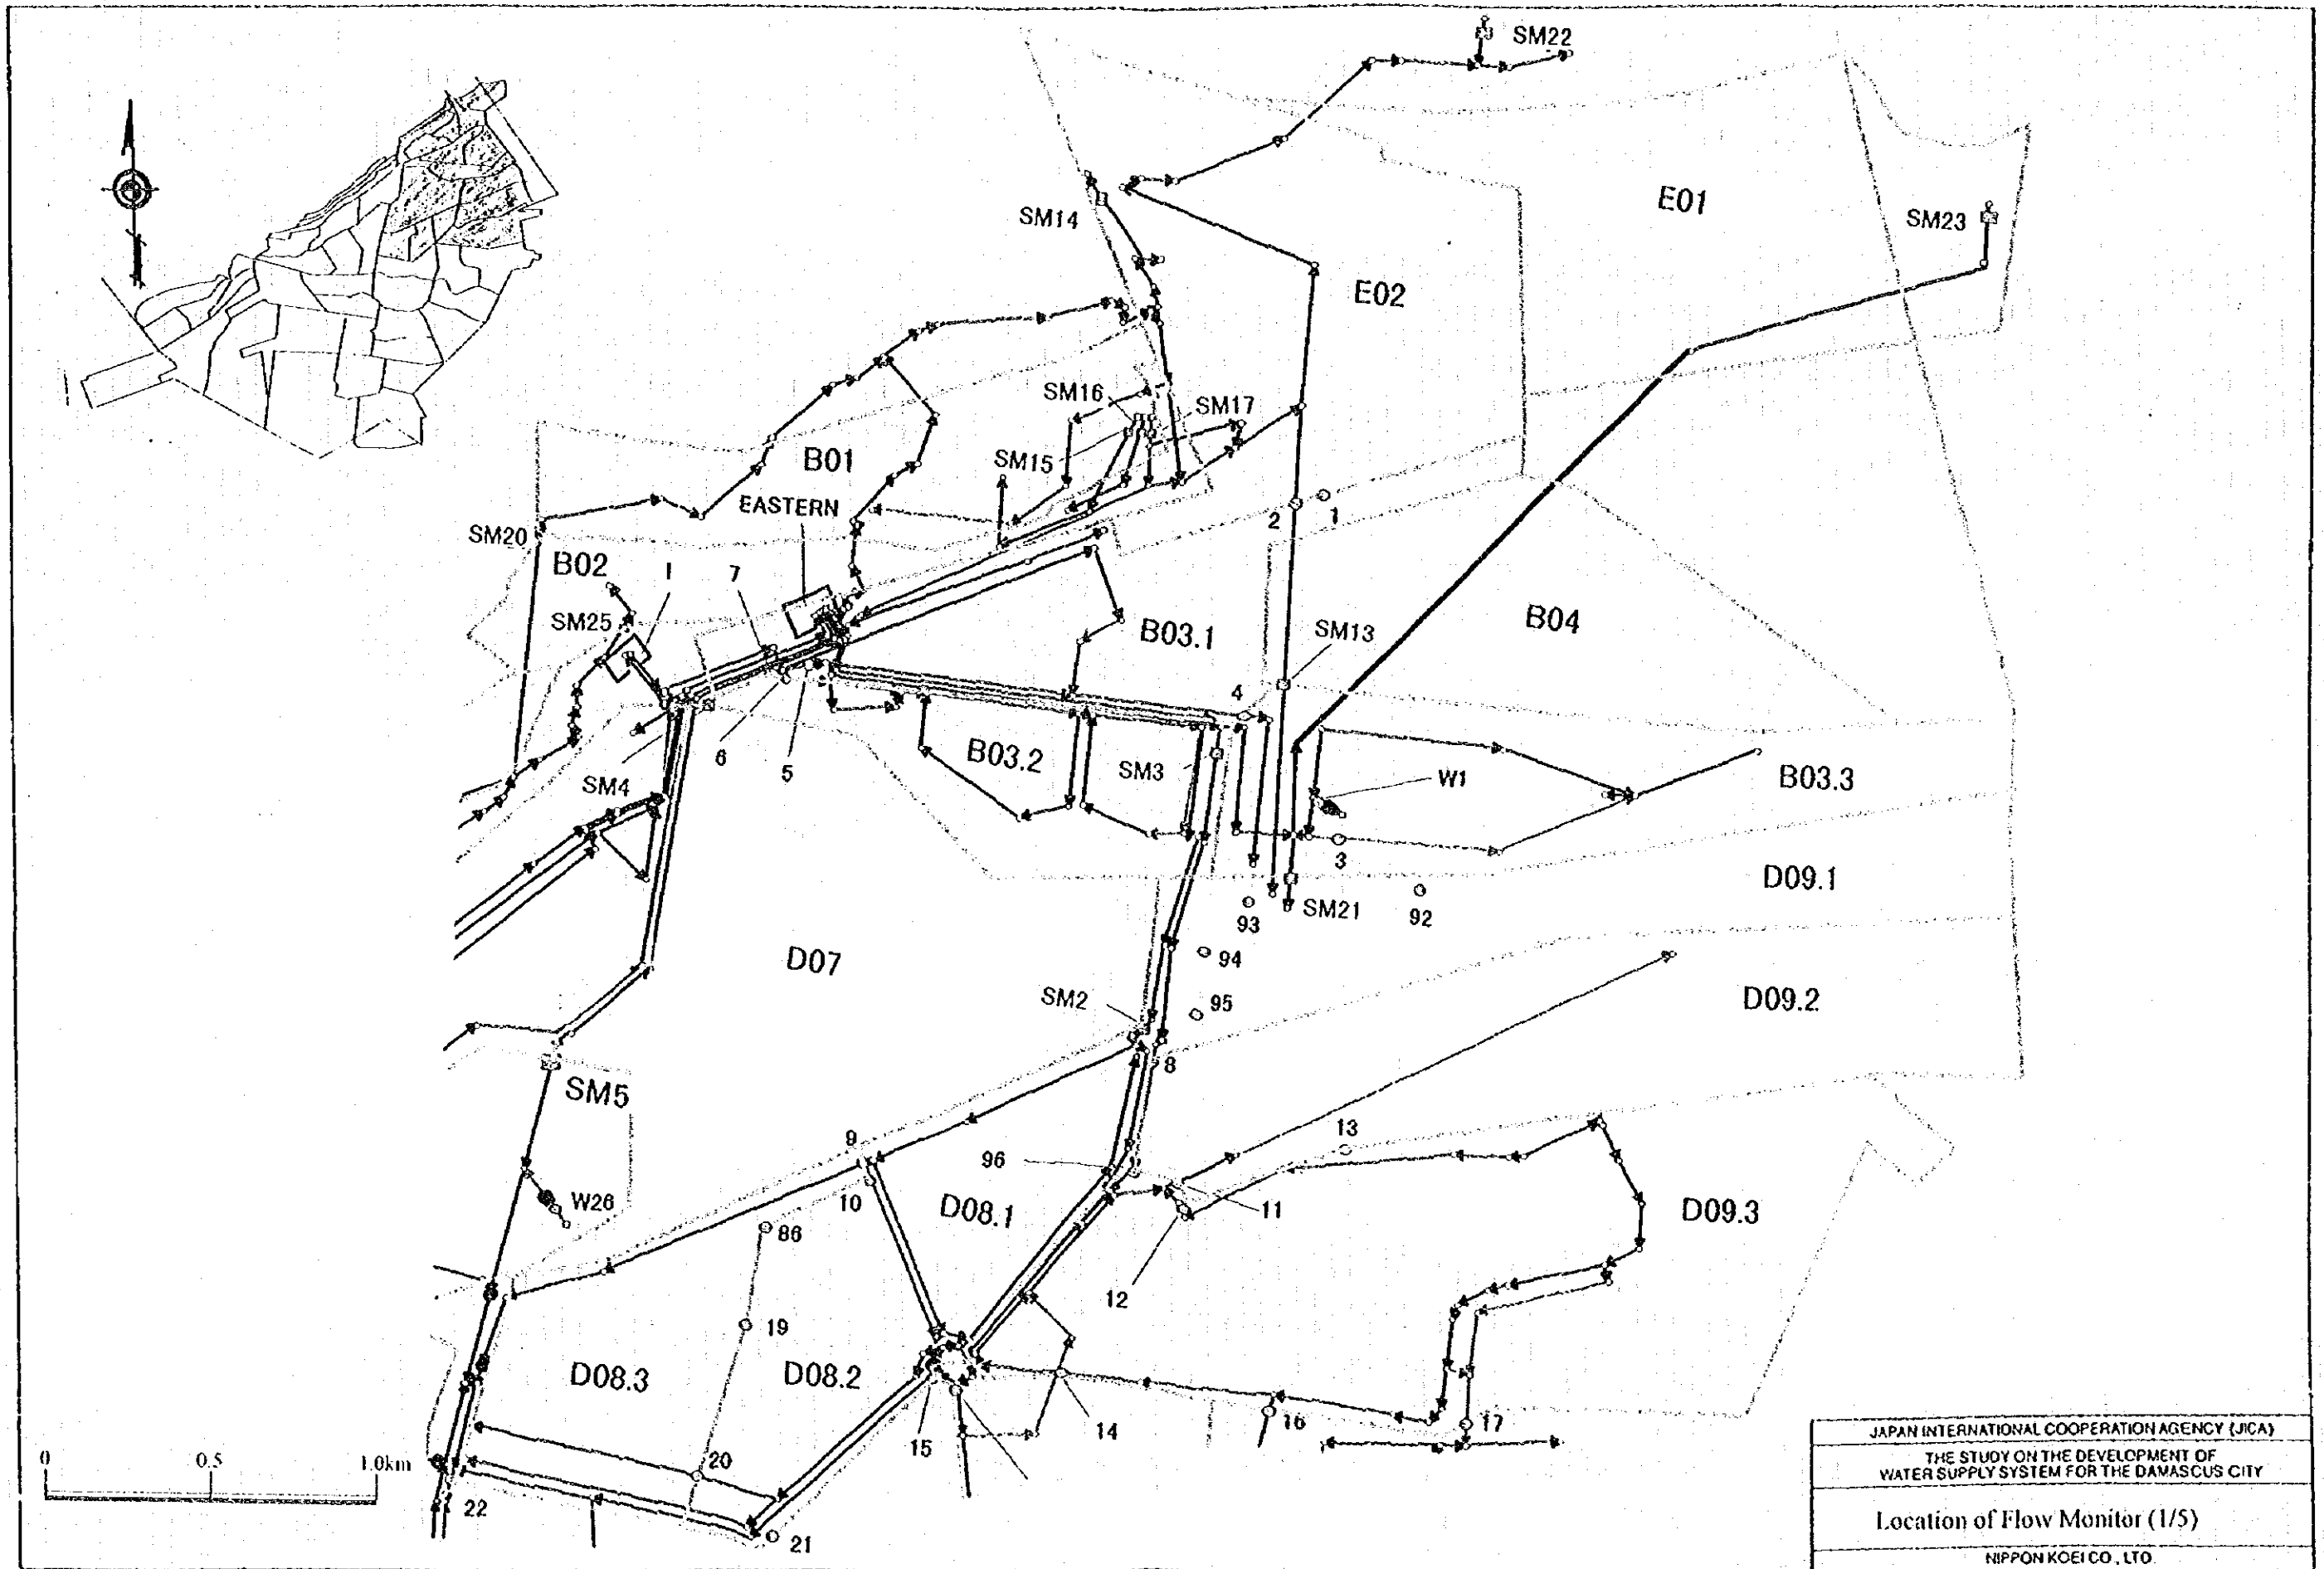 SM22
E01
SM23
SM14
E02
SM16
SM17
B01
SM15
EASTERN
2
1
SM20
B02
1
7
SM25
B03.1
SM13
B04
4
6
5
B03.2
SM3
W1
B03.3
SM4
3
D09.1
93
SM21
92
D07
94
SM2
95
D09.2
8
SM5
9
13
96
W26
10
D08.1
11
D09.3
86
12
19
D08.3
D08.2
15
14
16
17
0
0.5
1.0km
20
22
21
JAPAN INTERNATIONAL COOPERATION AGENCY (JICA)
THE STUDY ON THE DEVELOPMENT OF
WATER SUPPLY SYSTEM FOR THE DAMASCUS CITY
Location of Flow Monitor (1/5)
NIPPON KOEI CO., LTD.